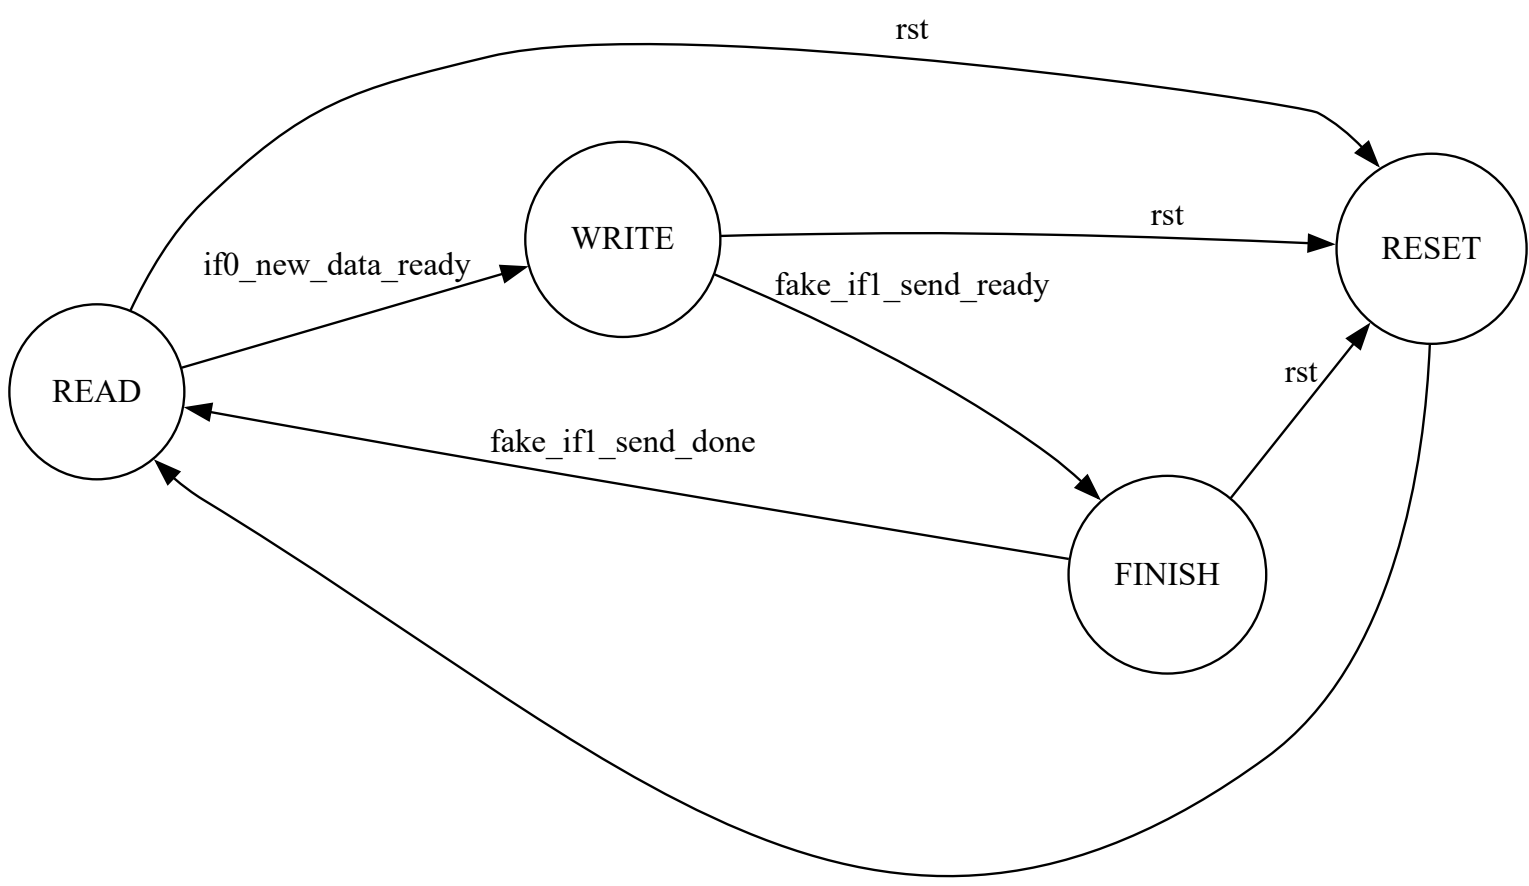 rst
WRITE
rst
RESET
if0_new_data_ready
fake_if1_send_ready
READ
rst
fake_if1_send_done
FINISH